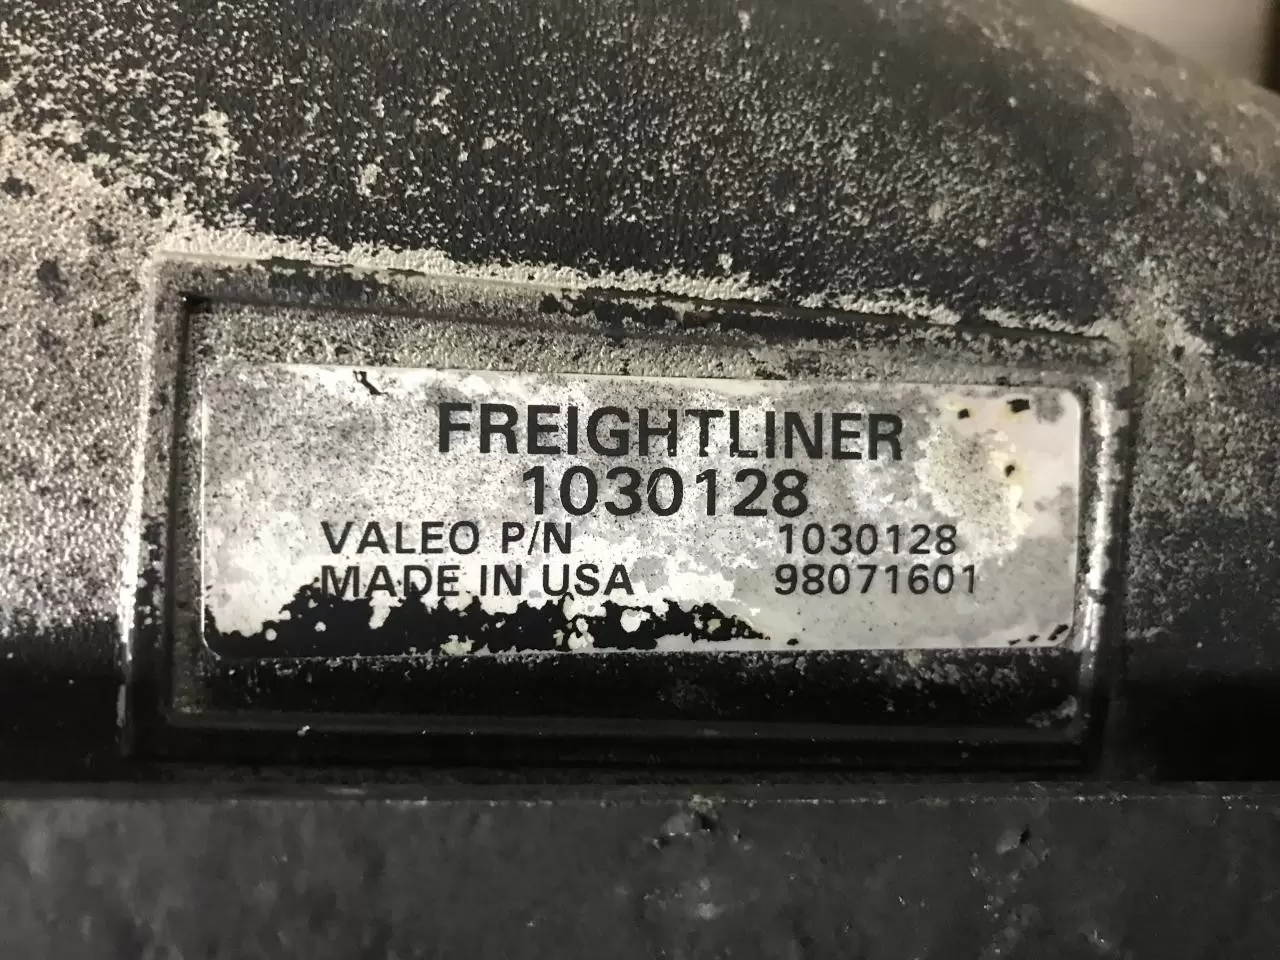 FREIGHTLINER
1030128
VALEO P/N 1030128
MADE IN USA 98071601